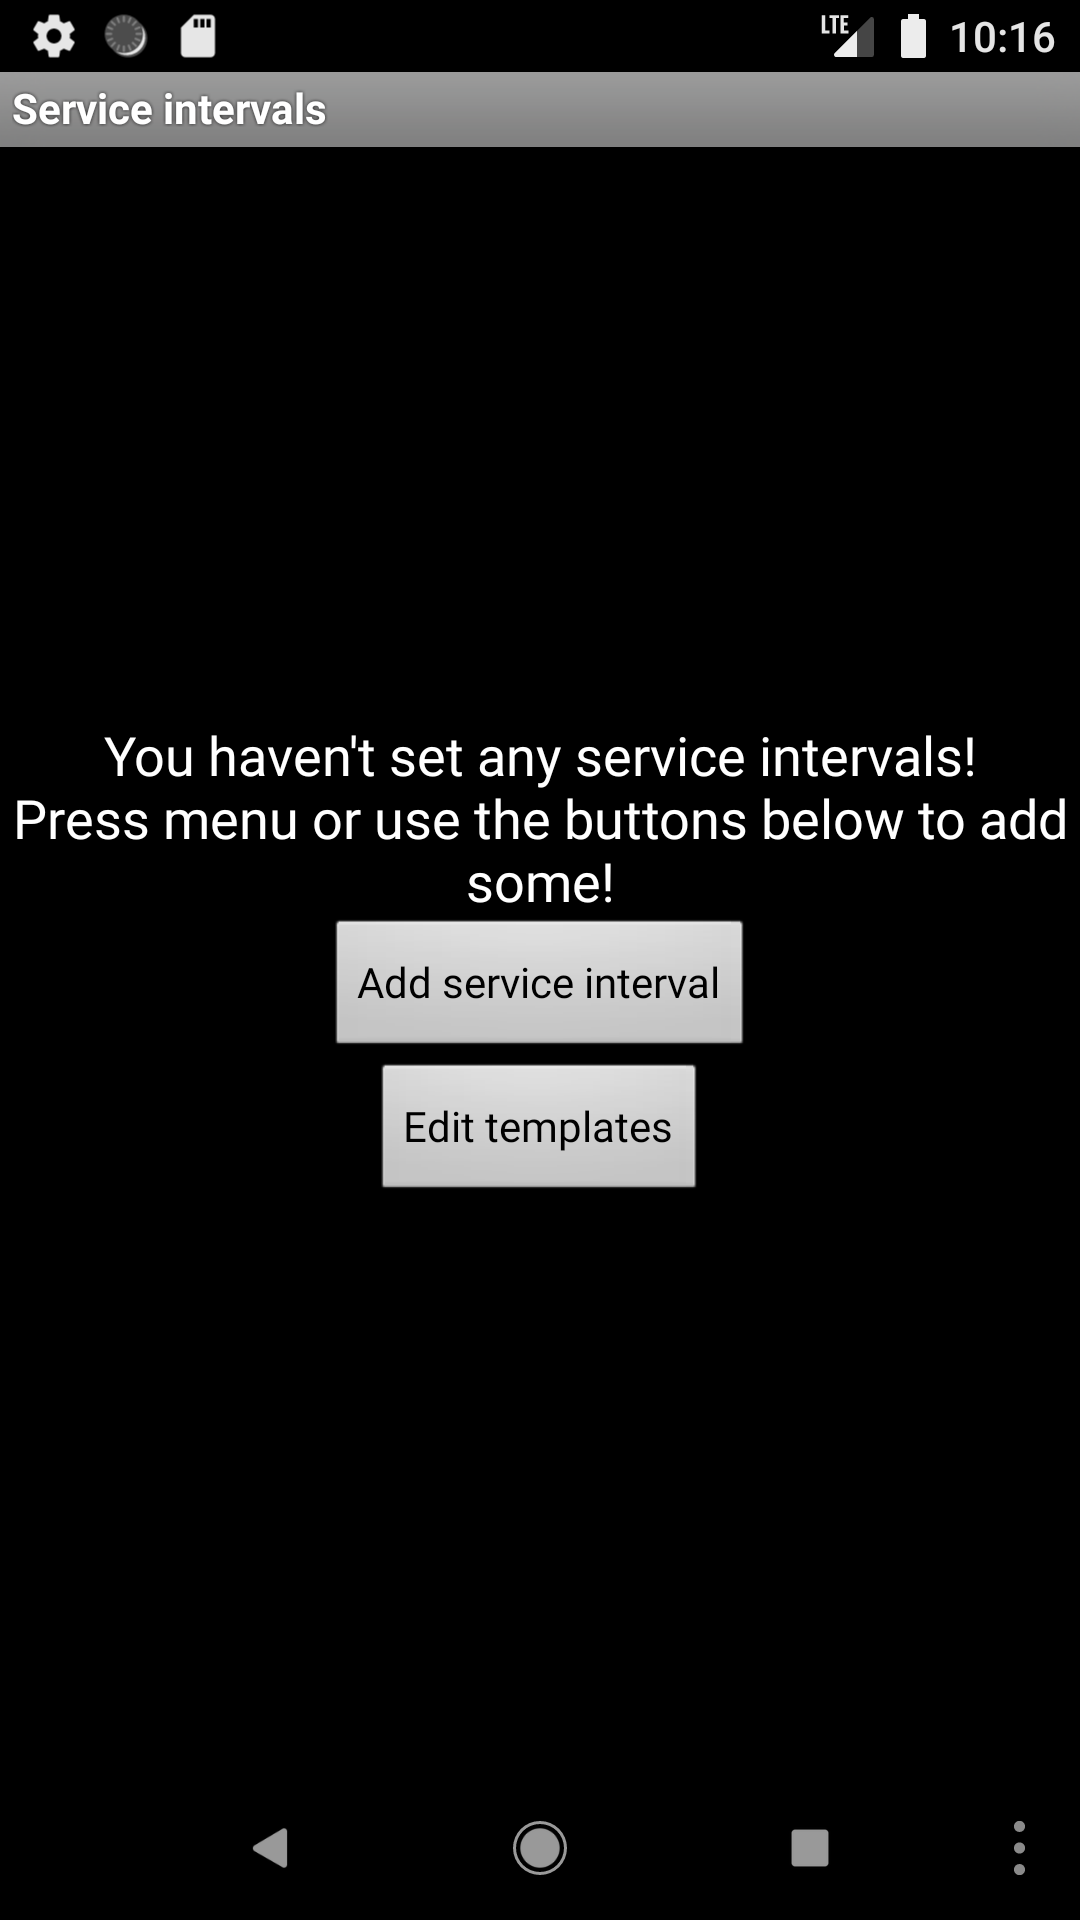 LTE 10:16
Service intervals
You haven't set any service intervals!
Press menu or use the buttons below to add
some!
Add service interval
Edit templates